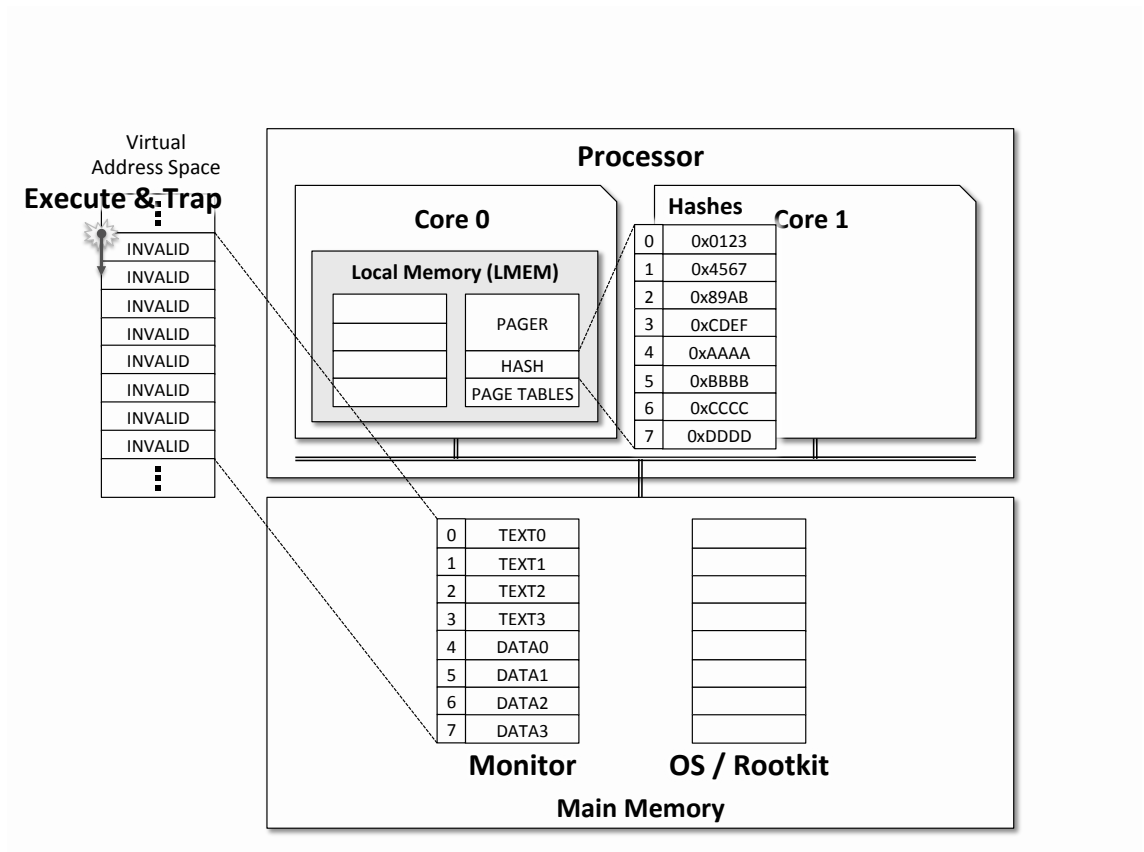 Virtual
Address Space
Execute & Trap
INVALID
INVALID
INVALID
INVALID
INVALID
INVALID
INVALID
INVALID
Processor
Core 0
Local Memory (LMEM)
PAGER
HASH
PAGE TABLES
Hashes
Core 1
0 0x0123
1 0x4567
2 0x89AB
3 0xCDEF
4 0xAAAA
5 0xBBBB
6 0xCCCC
7 0xDDDD
0 TEXT0
1 TEXT1
2 TEXT2
3 TEXT3
4 DATA0
5 DATA1
6 DATA2
7 DATA3
Monitor
OS / Rootkit
Main Memory